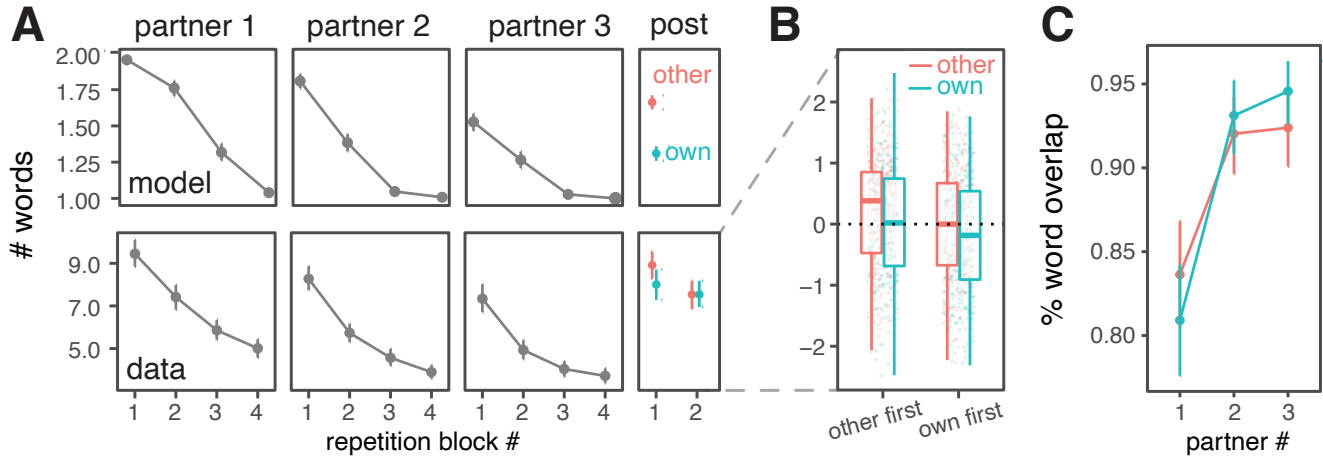 A
partner 1
partner 2
partner 3
post
# words
2.00
1.75
1.50
1.25
1.00
model
other
own
9.0
7.0
5.0
data
1 2 3 4
1 2 3 4
1 2 3 4
1 2
repetition block #
B
other
own
2
1
0
−1
−2
other first
own first
C
% word overlap
0.95
0.90
0.85
0.80
1 2 3
partner #